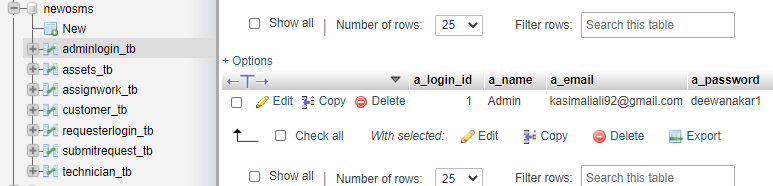 newosms
New
adminlogin_tb
assets_tb
assignwork_tb
customer_tb
requesterlogin_tb
submitrequest_tb
technician_tb
Show all | Number of rows: 25 Filter rows: Search this table
+ Options
←T→ a_login_id a_name a_email a_password
Edit Copy Delete 1 Admin kasimaliali92@gmail.com deewanakar1
Check all With selected: Edit Copy Delete Export
Show all | Number of rows: 25 Filter rows: Search this table